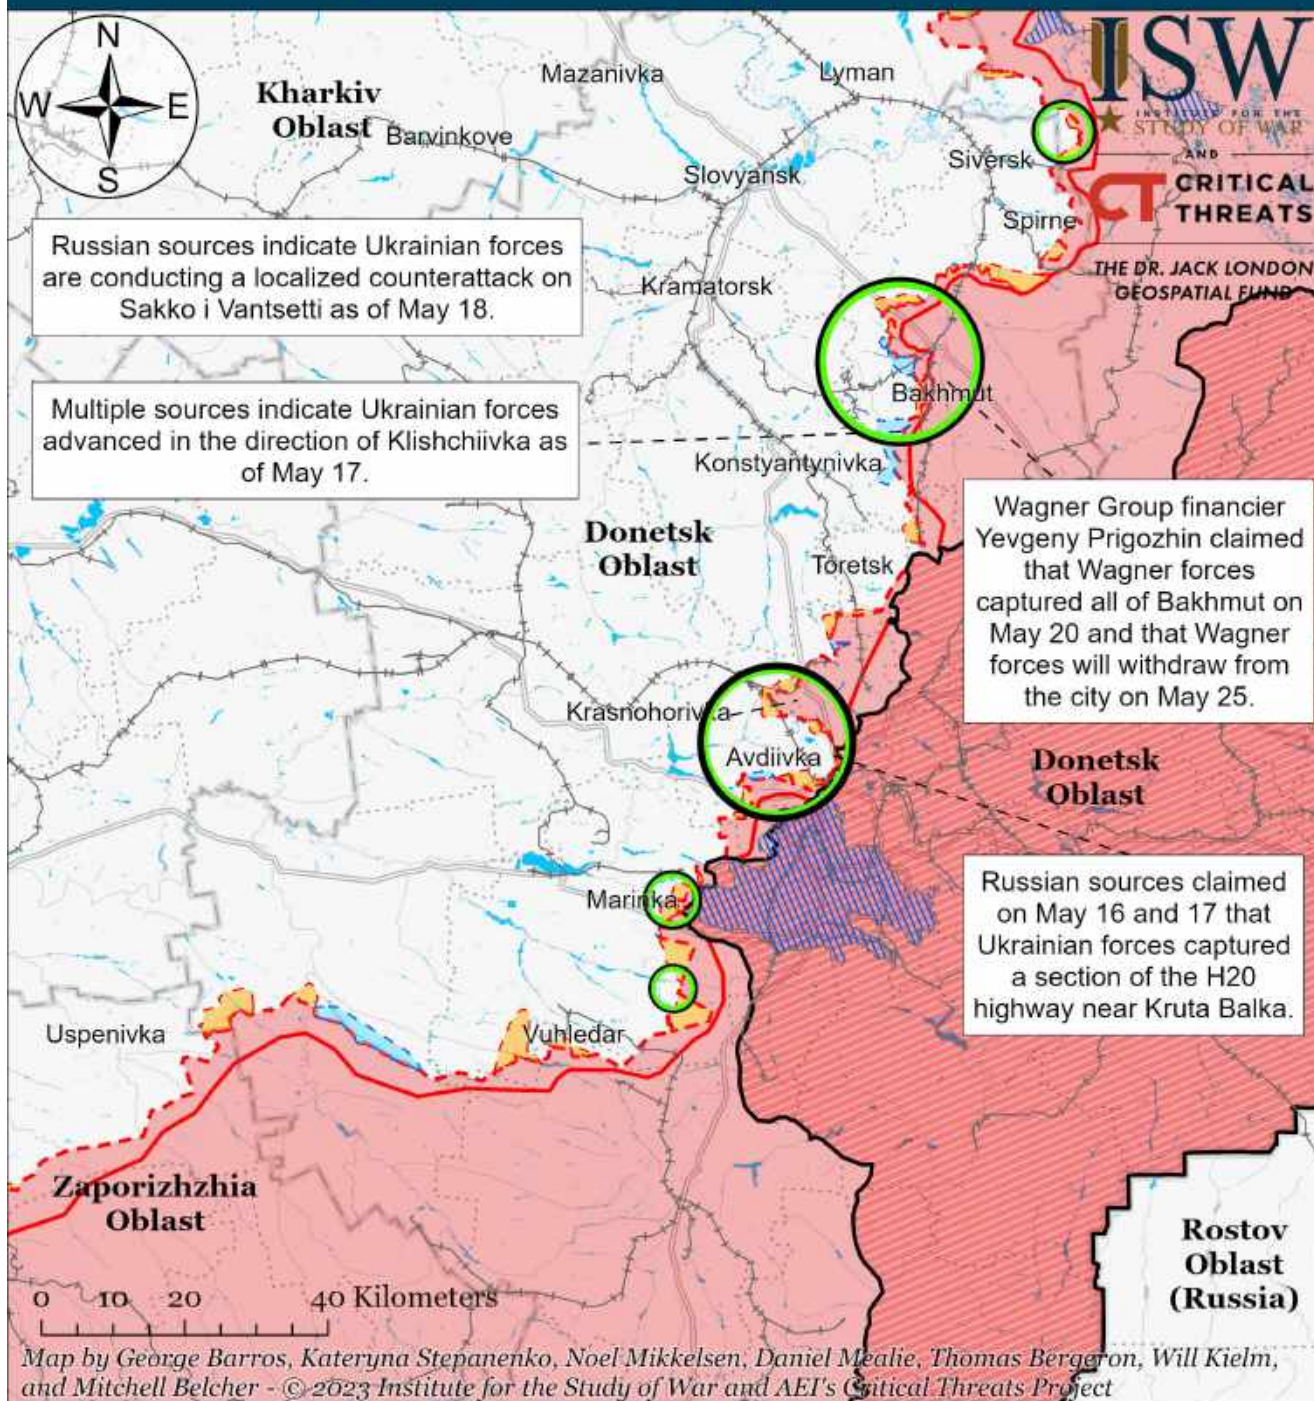 N
W
E
S
ISW
INSTITUTE FOR THE
STUDY OF WAR
AND
CT CRITICAL
THREATS
THE DR. JACK LONDON
GEOSPATIAL FUND
Kharkiv
Oblast
Barvinkove
Mazanivka
Lyman
Slovyansk
Siversk
Spirne
Russian sources indicate Ukrainian forces
are conducting a localized counterattack on
Sakko i Vantsetti as of May 18.
Kramatorsk
Bakhmut
Multiple sources indicate Ukrainian forces
advanced in the direction of Klishchiivka as
of May 17.
Konstyantynivka
Wagner Group financier
Yevgeny Prigozhin claimed
that Wagner forces
captured all of Bakhmut on
May 20 and that Wagner
forces will withdraw from
the city on May 25.
Donetsk
Oblast
Toretsk
Krasnohorivka
Avdiivka
Donetsk
Oblast
Russian sources claimed
on May 16 and 17 that
Ukrainian forces captured
a section of the H20
highway near Kruta Balka.
Marinka
Uspenivka
Vuhledar
Zaporizhzhia
Oblast
Rostov
Oblast
(Russia)
0 10 20 40 Kilometers
Map by George Barros, Kateryna Stepanenko, Noel Mikkelsen, Daniel Mealie, Thomas Bergeron, Will Kielm,
and Mitchell Belcher - © 2023 Institute for the Study of War and AEI's Critical Threats Project